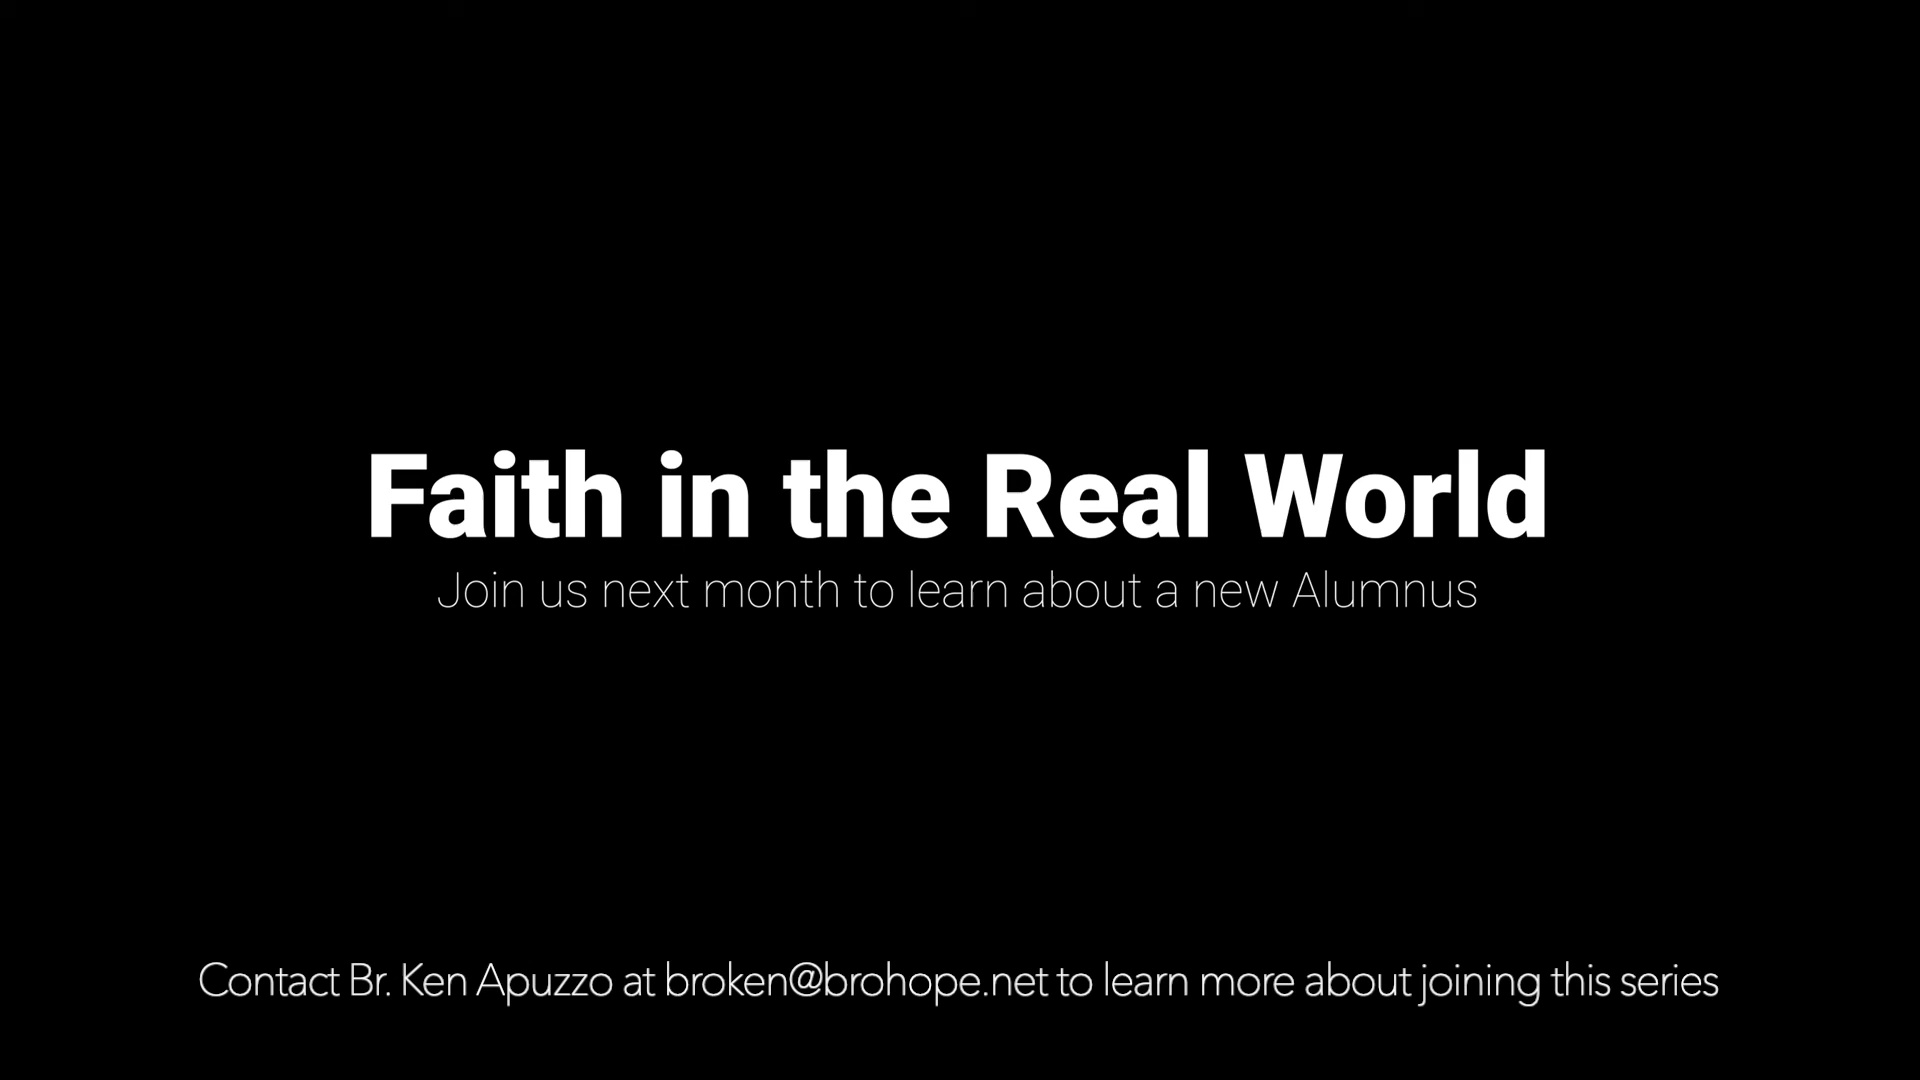 Faith in the Real World
Join us next month to learn about a new Alumnus
Contact Br. Ken Apuzzo at broken@brohope.net to learn more about joining this series